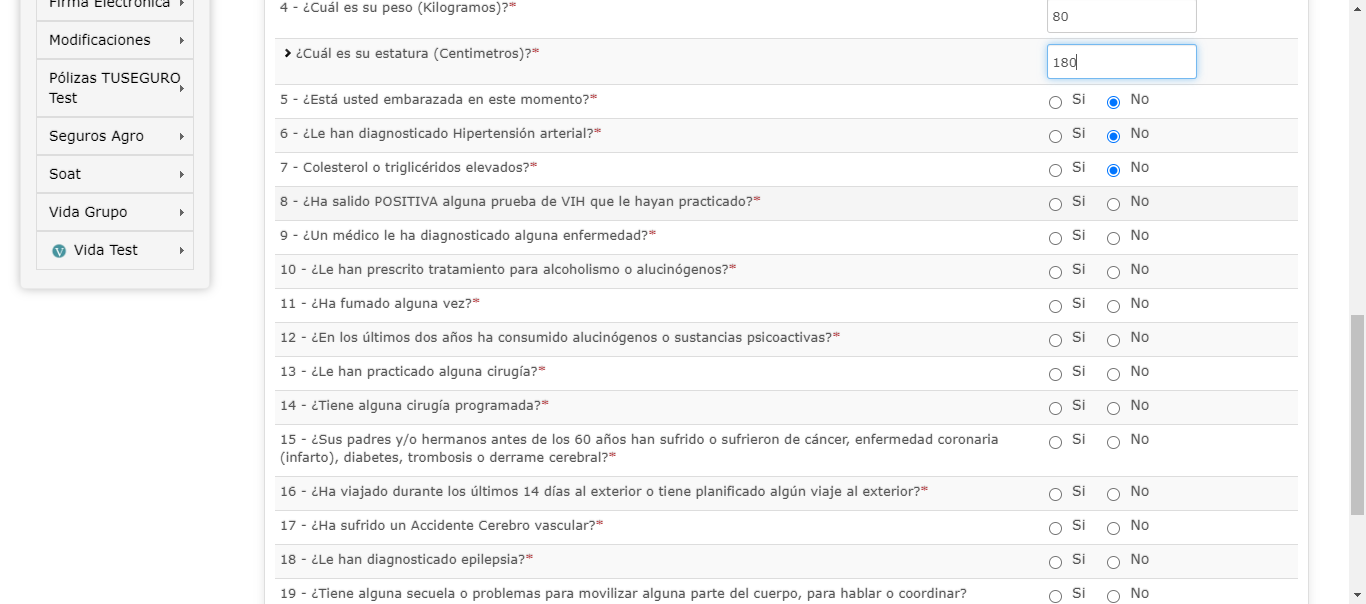 Firma Electrónica
Modificaciones
Pólizas TUSEGURO
Test
Seguros Agro
Soat
Vida Grupo
V Vida Test
4 - ¿Cuál es su peso (Kilogramos)?* 80
¿Cuál es su estatura (Centimetros)?* 180
5 - ¿Está usted embarazada en este momento?* Si No
6 - ¿Le han diagnosticado Hipertensión arterial?* Si No
7 - Colesterol o triglicéridos elevados?* Si No
8 - ¿Ha salido POSITIVA alguna prueba de VIH que le hayan practicado?* Si No
9 - ¿Un médico le ha diagnosticado alguna enfermedad?* Si No
10 - ¿Le han prescrito tratamiento para alcoholismo o alucinógenos?* Si No
11 - ¿Ha fumado alguna vez?* Si No
12 - ¿En los últimos dos años ha consumido alucinógenos o sustancias psicoactivas?* Si No
13 - ¿Le han practicado alguna cirugía?* Si No
14 - ¿Tiene alguna cirugía programada?* Si No
15 - ¿Sus padres y/o hermanos antes de los 60 años han sufrido o sufrieron de cáncer, enfermedad coronaria Si No
(infarto), diabetes, trombosis o derrame cerebral?*
16 - ¿Ha viajado durante los últimos 14 días al exterior o tiene planificado algún viaje al exterior?* Si No
17 - ¿Ha sufrido un Accidente Cerebro vascular?* Si No
18 - ¿Le han diagnosticado epilepsia?* Si No
19 - ¿Tiene alguna secuela o problemas para movilizar alguna parte del cuerpo, para hablar o coordinar? Si No